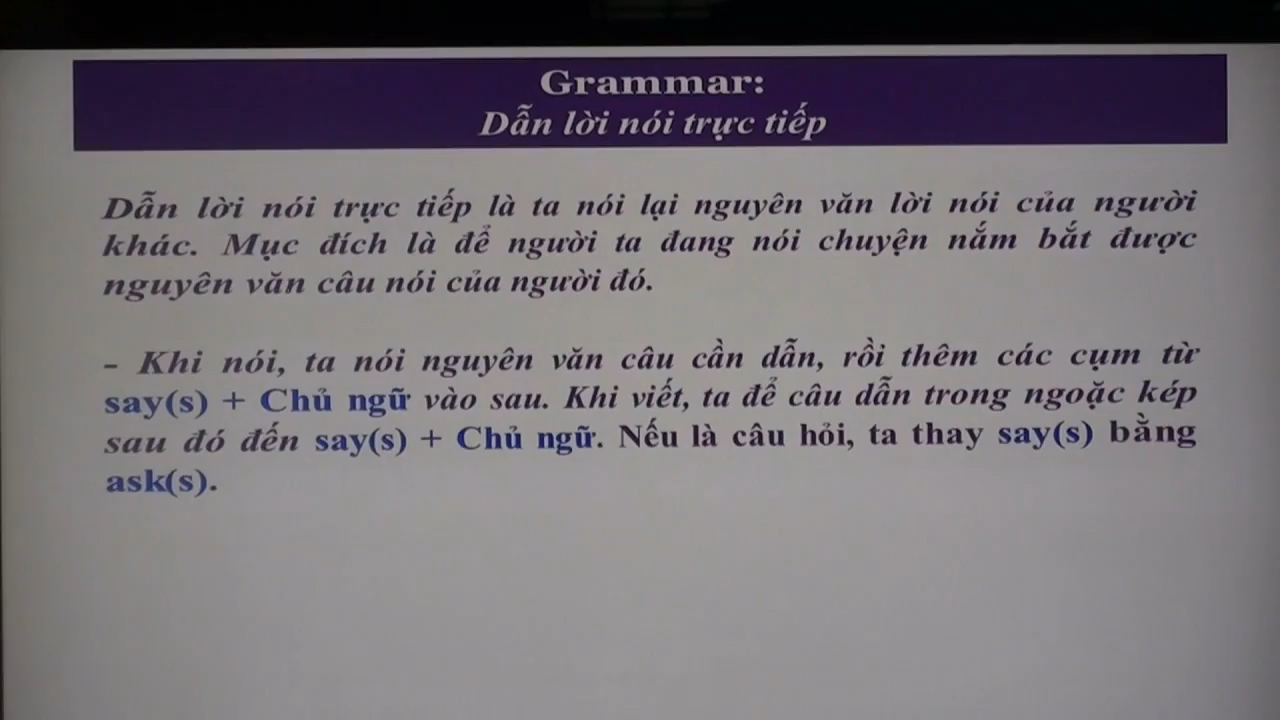 Grammar:
Dẫn lời nói trực tiếp
Dẫn lời nói trực tiếp là ta nói lại nguyên văn lời nói của người
khác. Mục đích là để người ta đang nói chuyện nắm bắt được
nguyên văn câu nói của người đó.
– Khi nói, ta nói nguyên văn câu cần dẫn, rồi thêm các cụm từ
say(s) + Chủ ngữ vào sau. Khi viết, ta để câu dẫn trong ngoặc kép
sau đó đến say(s) + Chủ ngữ. Nếu là câu hỏi, ta thay say(s) bằng
ask(s).